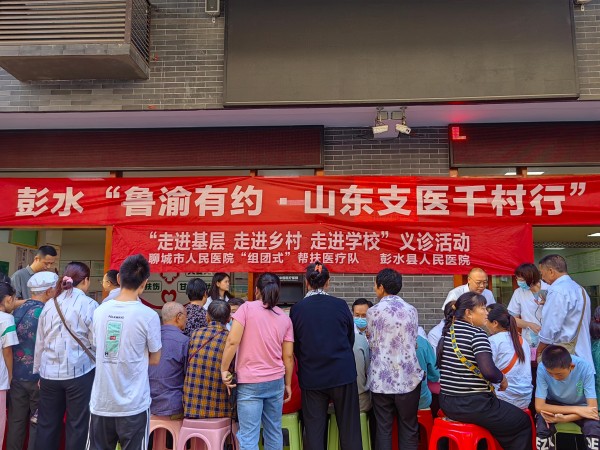 彭水“鲁渝有约·山东支医千村行”
“走进基层 走进乡村 走进学校”义诊活动
聊城市人民医院“组团式”帮扶医疗队 彭水县人民医院